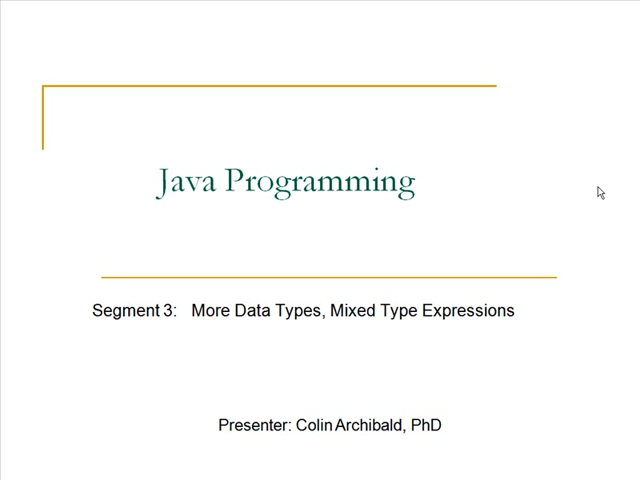 Java Programming
Segment 3: More Data Types, Mixed Type Expressions
Presenter: Colin Archibald, PhD